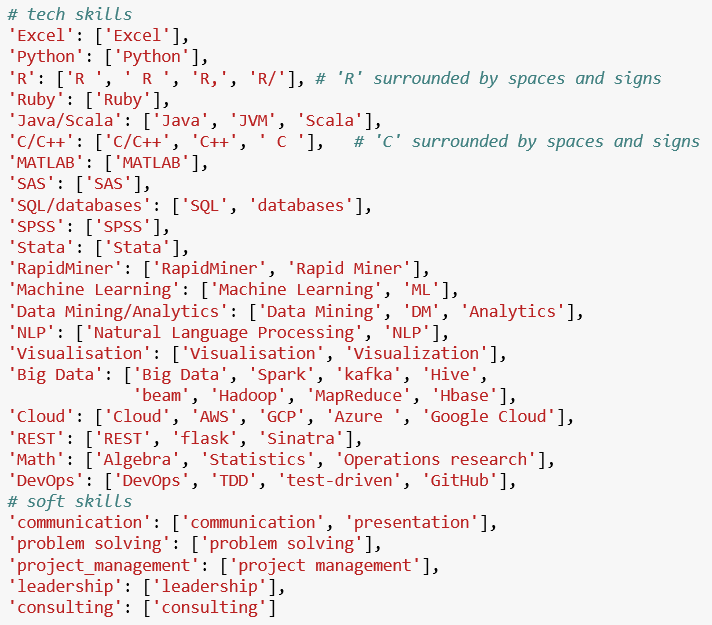 # tech skills
'Excel': ['Excel'],
'Python': ['Python'],
'R': ['R ', ' R ', 'R,', 'R/'], # 'R' surrounded by spaces and signs
'Ruby': ['Ruby'],
'Java/Scala': ['Java', 'JVM', 'Scala'],
'C/C++': ['C/C++', 'C++', ' C '],   # 'C' surrounded by spaces and signs
'MATLAB': ['MATLAB'],
'SAS': ['SAS'],
'SQL/databases': ['SQL', 'databases'],
'SPSS': ['SPSS'],
'Stata': ['Stata'],
'RapidMiner': ['RapidMiner', 'Rapid Miner'],
'Machine Learning': ['Machine Learning', 'ML'],
'Data Mining/Analytics': ['Data Mining', 'DM', 'Analytics'],
'NLP': ['Natural Language Processing', 'NLP'],
'Visualisation': ['Visualisation', 'Visualization'],
'Big Data': ['Big Data', 'Spark', 'kafka', 'Hive',
             'beam', 'Hadoop', 'MapReduce', 'Hbase'],
'Cloud': ['Cloud', 'AWS', 'GCP', 'Azure ', 'Google Cloud'],
'REST': ['REST', 'flask', 'Sinatra'],
'Math': ['Algebra', 'Statistics', 'Operations research'],
'DevOps': ['DevOps', 'TDD', 'test-driven', 'GitHub'],
# soft skills
'communication': ['communication', 'presentation'],
'problem solving': ['problem solving'],
'project_management': ['project management'],
'leadership': ['leadership'],
'consulting': ['consulting']